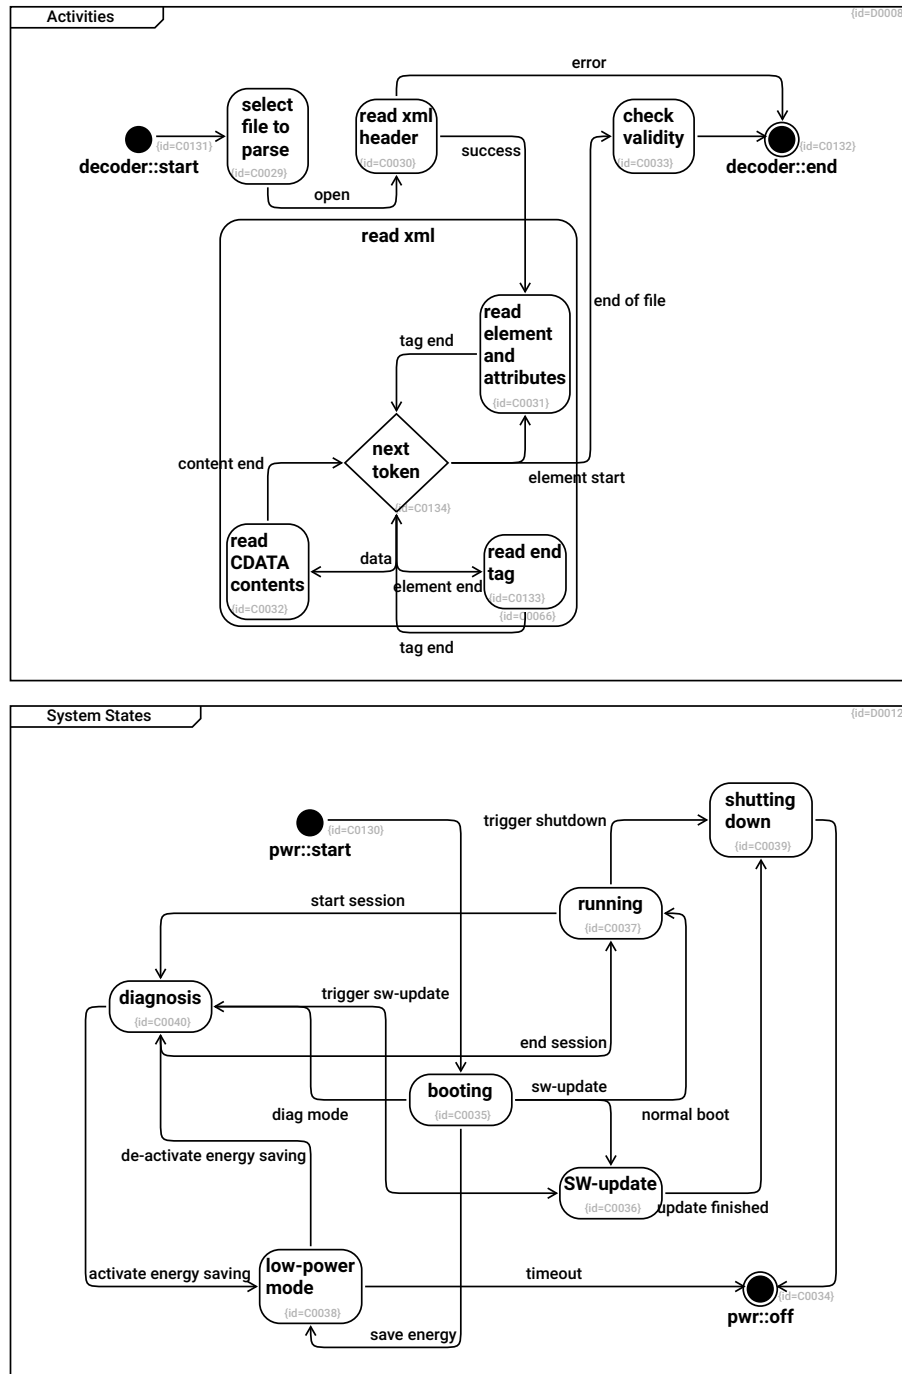 Activities
{id=D0008
error
select
file to
parse
{id=C0029}
read xml
header
{id=C0030}
check
validity
{id=C0033}
{id=C0131}
decoder::start
success
{id=C0132}
decoder::end
open
read xml
end of file
read
element
and
attributes
{id=C0031}
tag end
next
token
{id=C0134}
content end
element start
read
CDATA
contents
{id=C0032}
data
element end
read end
tag
{id=C0133}
{id=C0066}
tag end
System States
{id=D0012
shutting
down
{id=C0039}
trigger shutdown
{id=C0130}
pwr::start
start session
running
{id=C0037}
diagnosis
{id=C0040}
trigger sw-update
end session
booting
{id=C0035}
sw-update
diag mode
normal boot
de-activate energy saving
SW-update
{id=C0036}
update finished
activate energy saving
low-power
mode
{id=C0038}
timeout
{id=C0034}
pwr::off
save energy